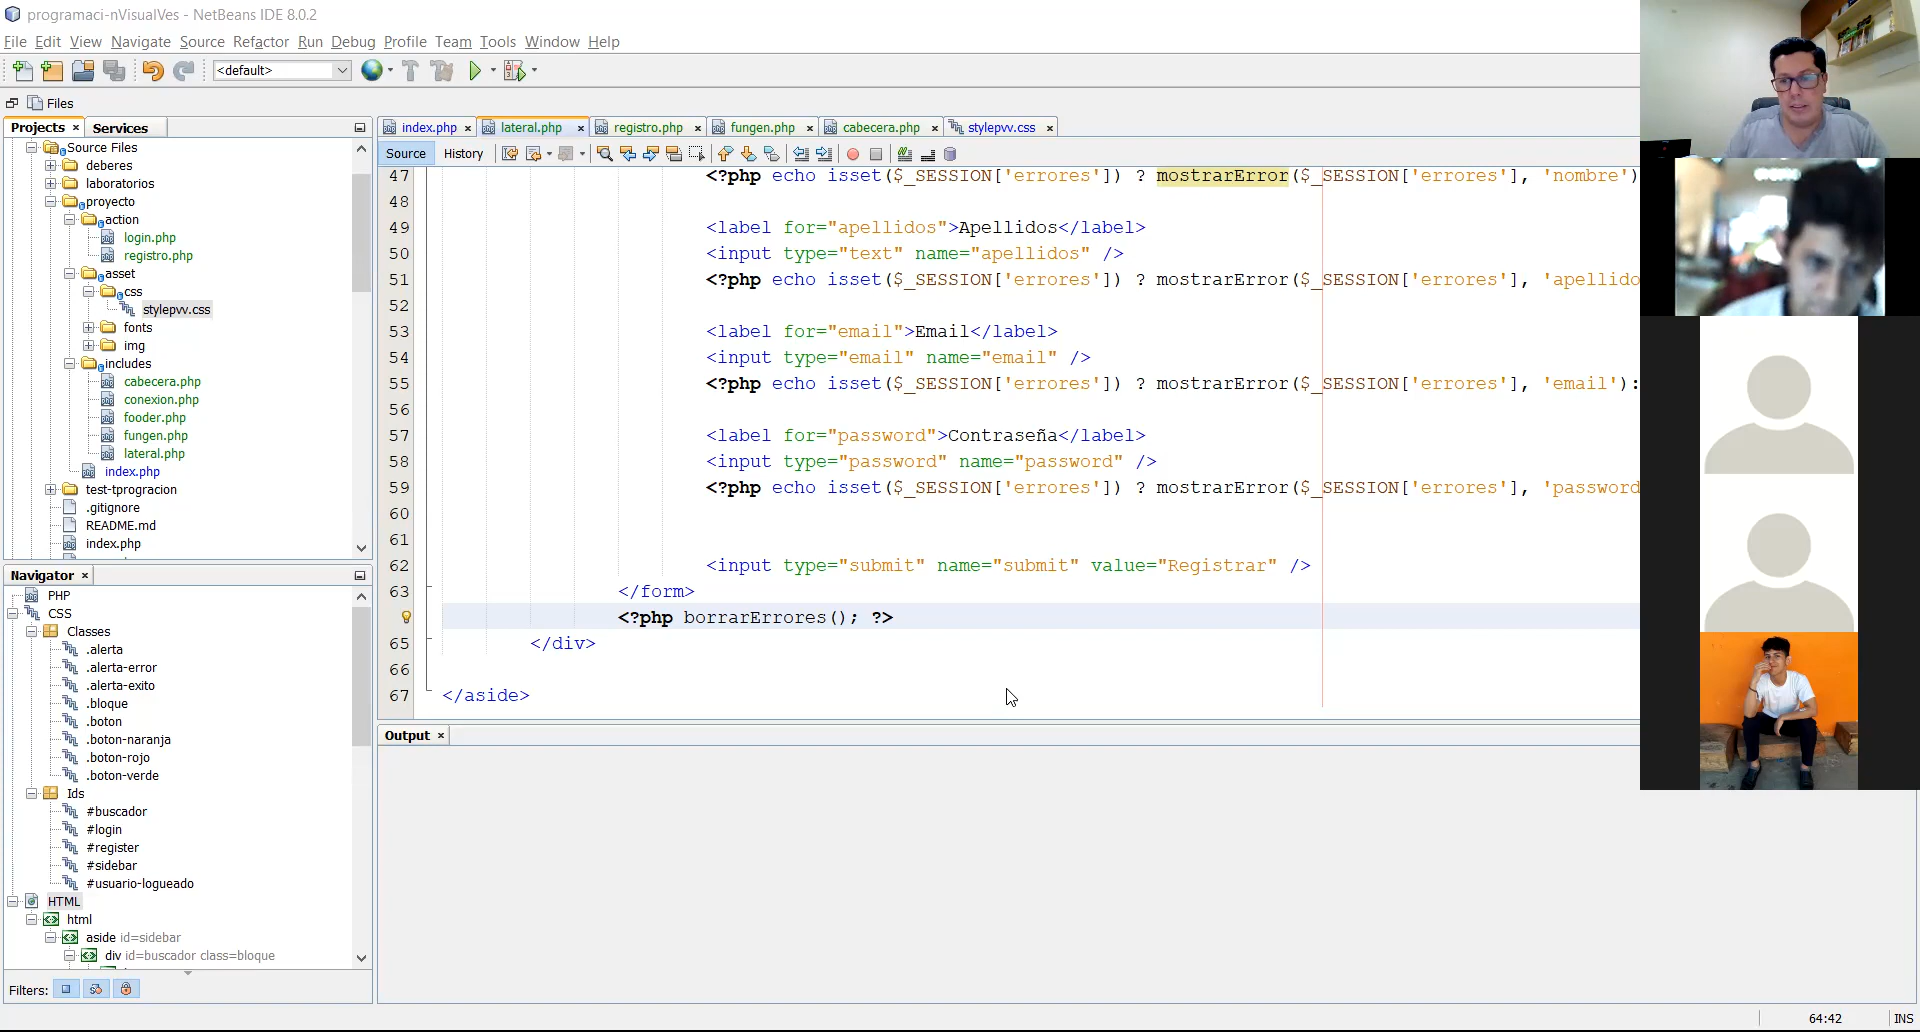 programaci-nVisualVes - NetBeans IDE 8.0.2
File Edit View Navigate Source Refactor Run Debug Profile Team Tools Window Help
<default>
Files
Projects Services
Source Files
deberes
laboratorios
proyecto
action
login.php
registro.php
asset
css
stylepvv.css
fonts
img
includes
cabecera.php
conexion.php
fooder.php
fungen.php
lateral.php
index.php
test-tprogracion
.gitignore
README.md
index.php
Navigator
PHP
CSS
Classes
.alerta
.alerta-error
.alerta-exito
.bloque
.boton
.boton-naranja
.boton-rojo
.boton-verde
Ids
#buscador
#login
#register
#sidebar
#usuario-logueado
HTML
html
aside id=sidebar
div id=buscador class=bloque
Filters:
index.php lateral.php registro.php fungen.php cabecera.php stylepvv.css
Source History
47 <?php echo isset($_SESSION['errores']) ? mostrarError($_SESSION['errores'], 'nombre')
48
49 <label for="apellidos">Apellidos</label>
50 <input type="text" name="apellidos" />
51 <?php echo isset($_SESSION['errores']) ? mostrarError($_SESSION['errores'], 'apellido
52
53 <label for="email">Email</label>
54 <input type="email" name="email" />
55 <?php echo isset($_SESSION['errores']) ? mostrarError($_SESSION['errores'], 'email'):
56
57 <label for="password">Contraseña</label>
58 <input type="password" name="password" />
59 <?php echo isset($_SESSION['errores']) ? mostrarError($_SESSION['errores'], 'password
60
61
62 <input type="submit" name="submit" value="Registrar" />
63 </form>
<?php borrarErrores(); ?>
65 </div>
66
67 </aside>
Output
64:42 INS